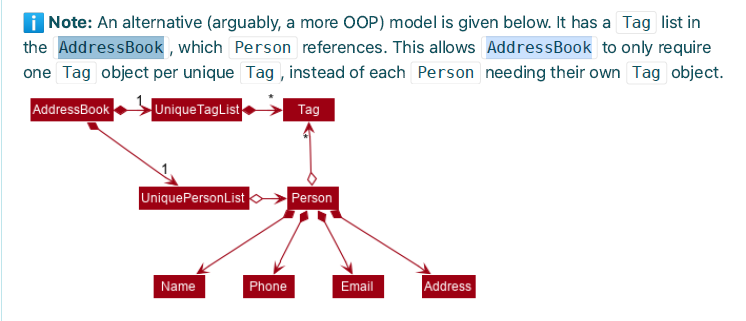 i Note: An alternative (arguably, a more OOP) model is given below. It has a Tag list in
the AddressBook , which Person references. This allows AddressBook to only require
one Tag object per unique Tag , instead of each Person needing their own Tag object.
AddressBook 1 UniqueTagList * Tag
*
1
UniquePersonList Person
Name Phone Email Address